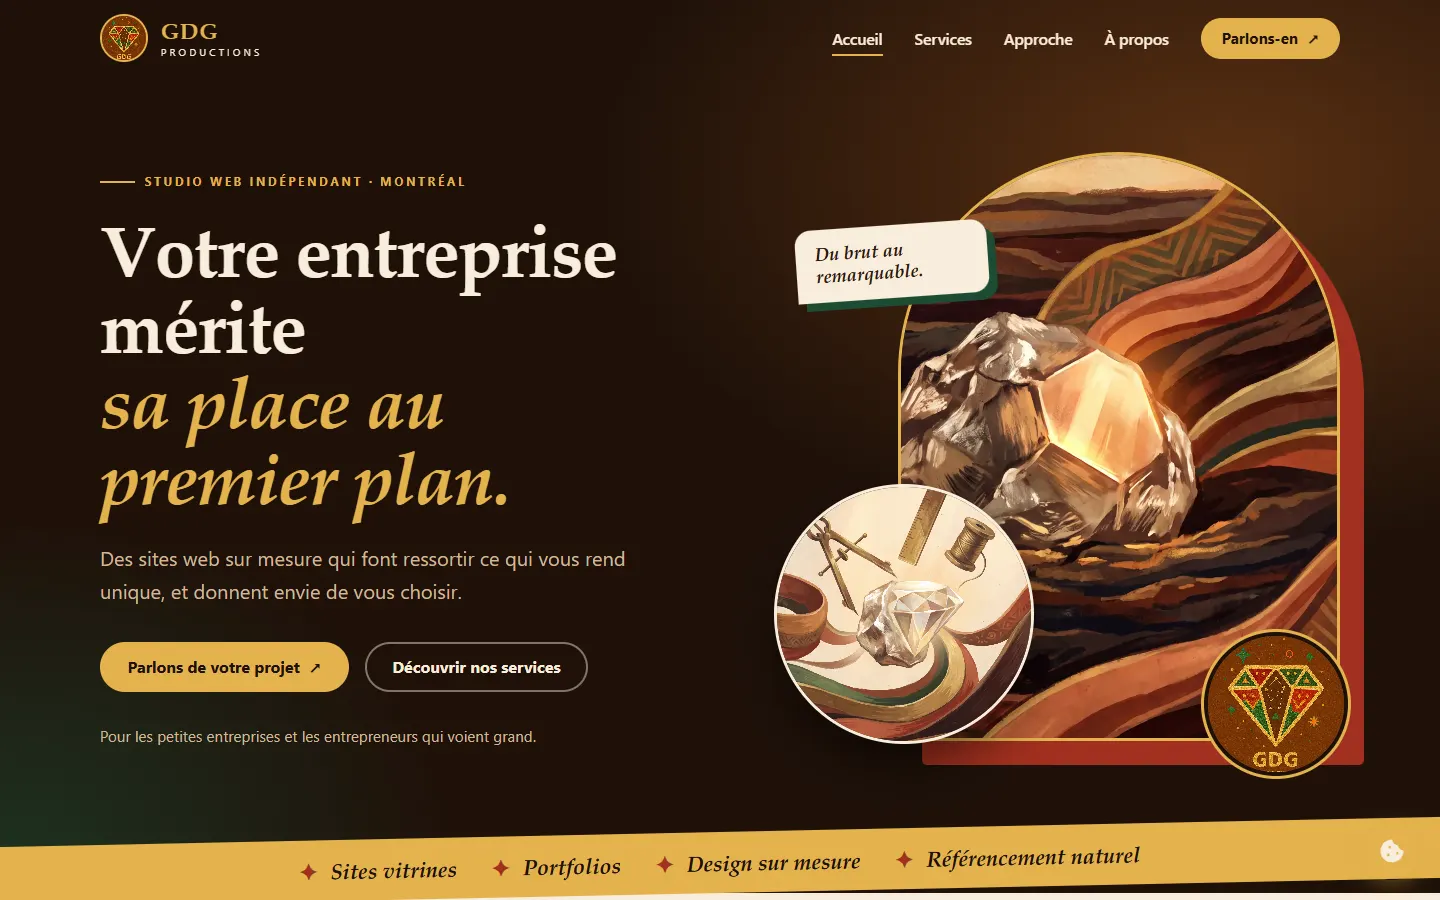 GDG
PRODUCTIONS
GDG
Accueil
Services
Approche
À propos
Parlons-en ↗
STUDIO WEB INDÉPENDANT · MONTRÉAL
Votre entreprise
mérite
sa place au
premier plan.
Des sites web sur mesure qui font ressortir ce qui vous rend
unique, et donnent envie de vous choisir.
Parlons de votre projet ↗
Découvrir nos services
Pour les petites entreprises et les entrepreneurs qui voient grand.
Du brut au
remarquable.
GDG
Sites vitrines
Portfolios
Design sur mesure
Référencement naturel